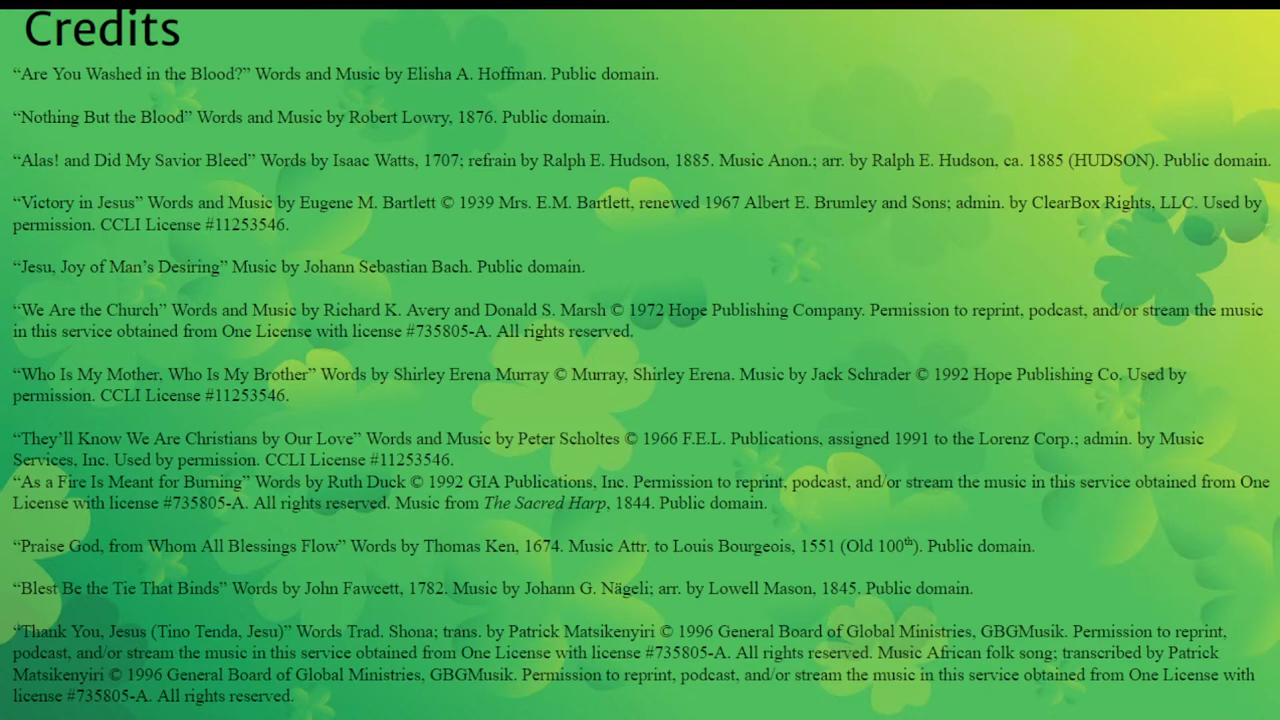 Credits
“Are You Washed in the Blood?” Words and Music by Elisha A. Hoffman. Public domain.
“Nothing But the Blood” Words and Music by Robert Lowry, 1876. Public domain.
“Alas! and Did My Savior Bleed” Words by Isaac Watts, 1707; refrain by Ralph E. Hudson, 1885. Music Anon.; arr. by Ralph E. Hudson, ca. 1885 (HUDSON). Public domain.
“Victory in Jesus” Words and Music by Eugene M. Bartlett © 1939 Mrs. E.M. Bartlett, renewed 1967 Albert E. Brumley and Sons; admin. by ClearBox Rights, LLC. Used by
permission. CCLI License #11253546.
“Jesu, Joy of Man’s Desiring” Music by Johann Sebastian Bach. Public domain.
“We Are the Church” Words and Music by Richard K. Avery and Donald S. Marsh © 1972 Hope Publishing Company. Permission to reprint, podcast, and/or stream the music
in this service obtained from One License with license #735805-A. All rights reserved.
“Who Is My Mother, Who Is My Brother” Words by Shirley Erena Murray © Murray, Shirley Erena. Music by Jack Schrader © 1992 Hope Publishing Co. Used by
permission. CCLI License #11253546.
“They’ll Know We Are Christians by Our Love” Words and Music by Peter Scholtes © 1966 F.E.L. Publications, assigned 1991 to the Lorenz Corp.; admin. by Music
Services, Inc. Used by permission. CCLI License #11253546.
“As a Fire Is Meant for Burning” Words by Ruth Duck © 1992 GIA Publications, Inc. Permission to reprint, podcast, and/or stream the music in this service obtained from One
License with license #735805-A. All rights reserved. Music from The Sacred Harp, 1844. Public domain.
“Praise God, from Whom All Blessings Flow” Words by Thomas Ken, 1674. Music Attr. to Louis Bourgeois, 1551 (Old 100th). Public domain.
“Blest Be the Tie That Binds” Words by John Fawcett, 1782. Music by Johann G. Nägeli; arr. by Lowell Mason, 1845. Public domain.
“Thank You, Jesus (Tino Tenda, Jesu)” Words Trad. Shona; trans. by Patrick Matsikenyiri © 1996 General Board of Global Ministries, GBGMusik. Permission to reprint,
podcast, and/or stream the music in this service obtained from One License with license #735805-A. All rights reserved. Music African folk song; transcribed by Patrick
Matsikenyiri © 1996 General Board of Global Ministries, GBGMusik. Permission to reprint, podcast, and/or stream the music in this service obtained from One License with
license #735805-A. All rights reserved.